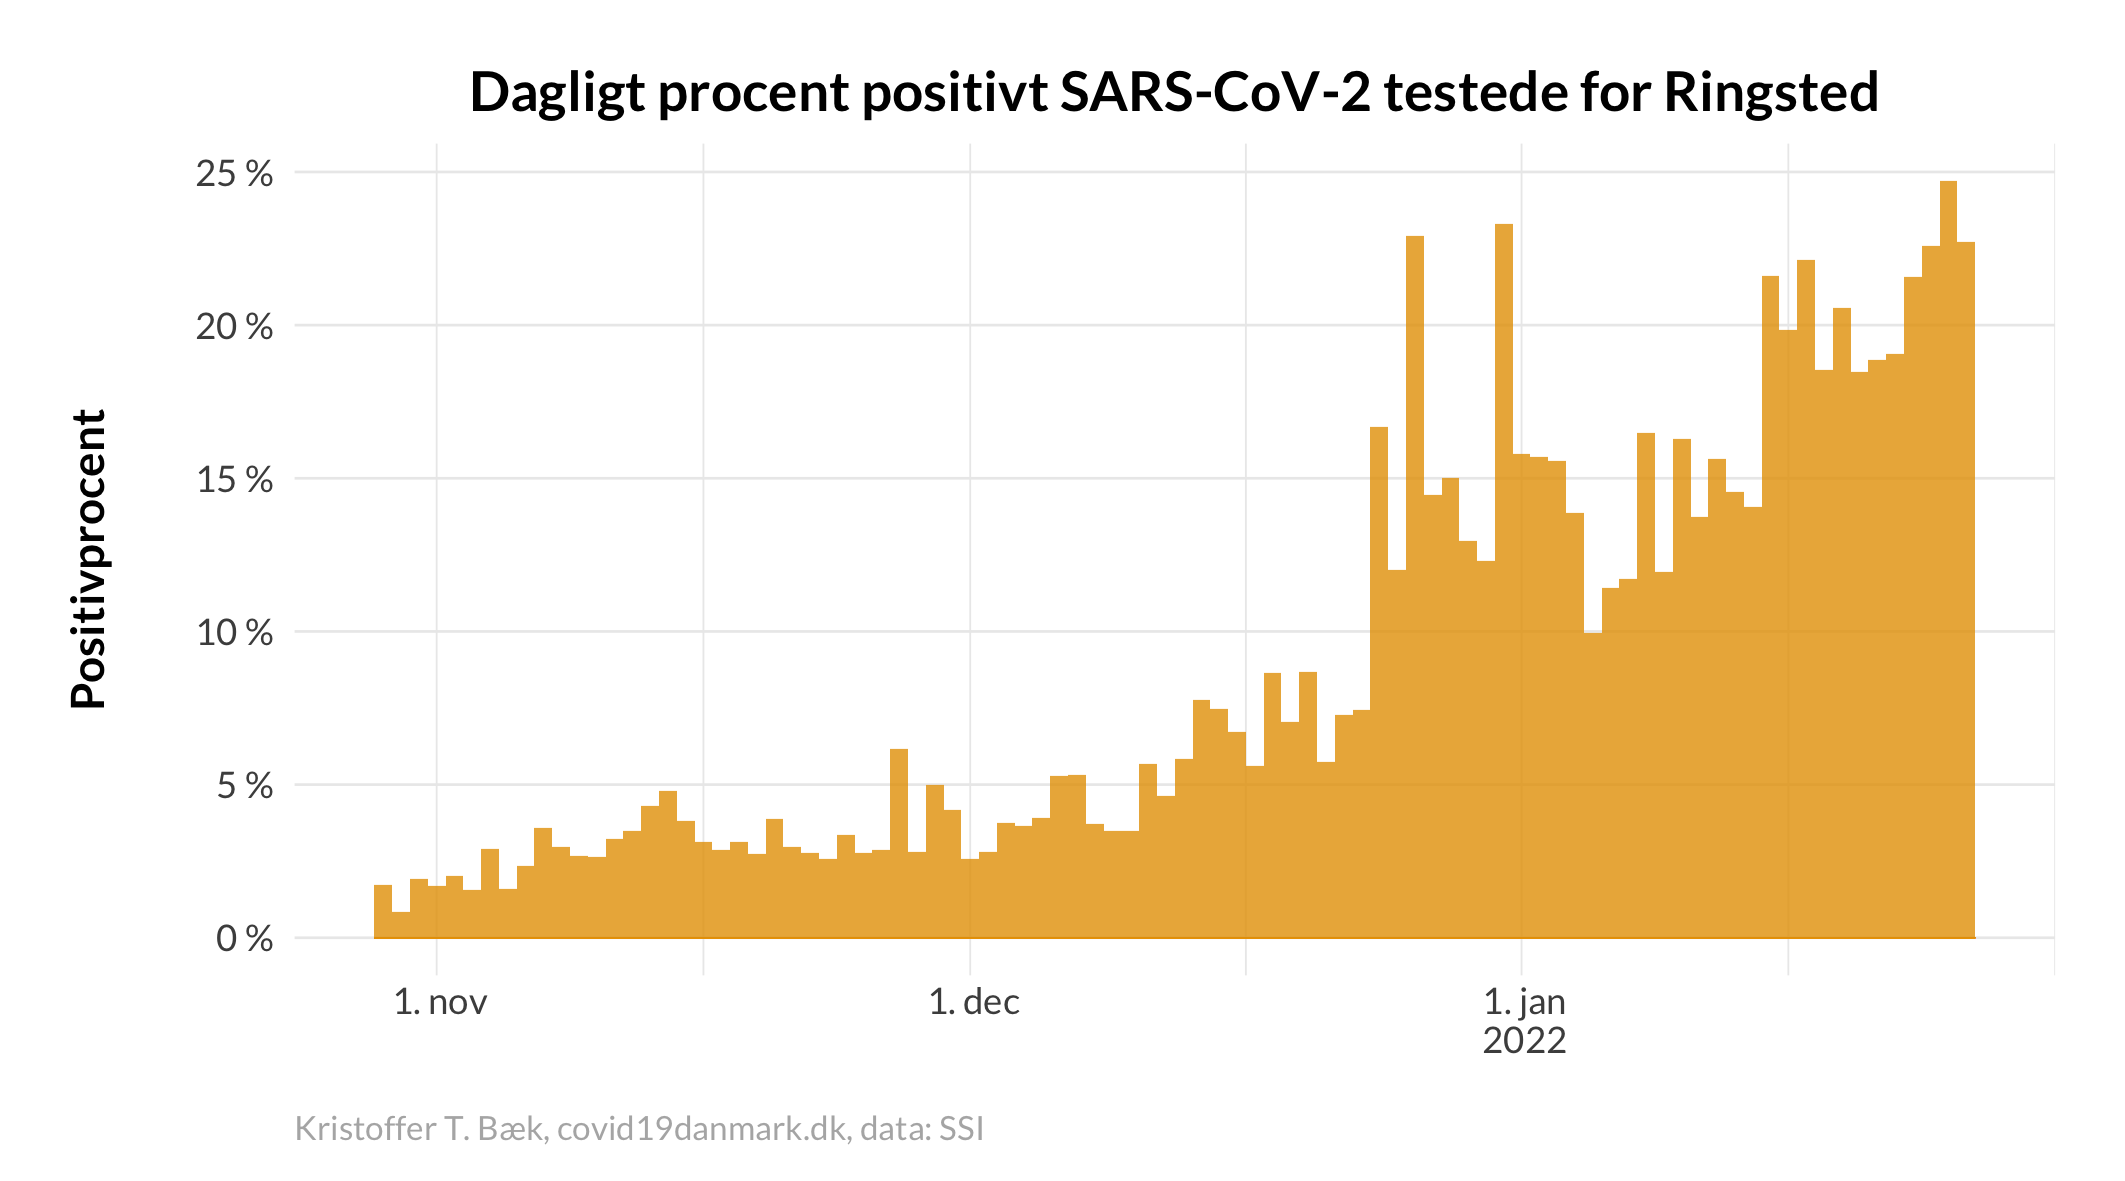 Dagligt procent positivt SARS-CoV-2 testede for Ringsted
Positivprocent
25 %
20 %
15 %
10 %
5 %
0 %
1. nov
1. dec
1. jan
2022
Kristoffer T. Bæk, covid19danmark.dk, data: SSI